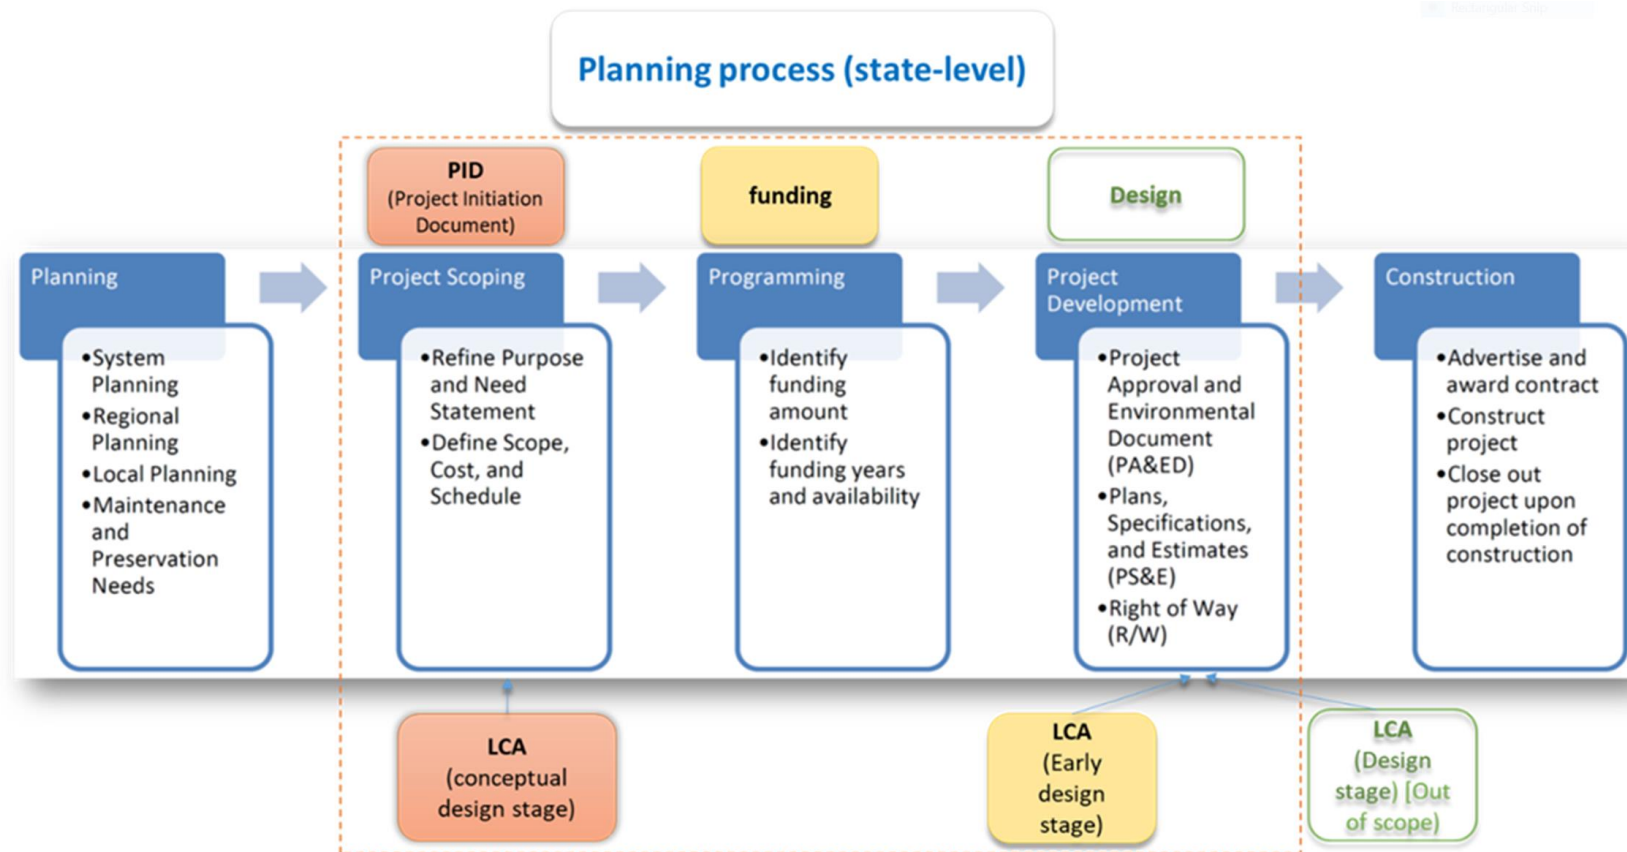 Rectangular Snip
Planning process (state-level)
PID
(Project Initiation
Document)
funding
Design
Planning
•System
Planning
•Regional
Planning
•Local Planning
•Maintenance
and
Preservation
Needs
Project Scoping
•Refine Purpose
and Need
Statement
•Define Scope,
Cost, and
Schedule
Programming
•Identify
funding
amount
•Identify
funding years
and availability
Project
Development
•Project
Approval and
Environmental
Document
(PA&ED)
•Plans,
Specifications,
and Estimates
(PS&E)
•Right of Way
(R/W)
Construction
•Advertise and
award contract
•Construct
project
•Close out
project upon
completion of
construction
LCA
(conceptual
design stage)
LCA
(Early
design
stage)
LCA
(Design
stage) [Out
of scope)